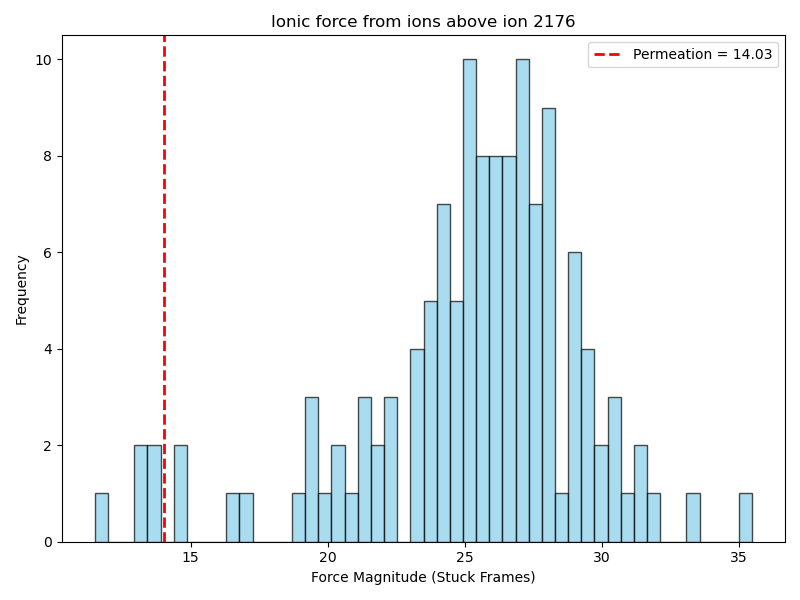 Ionic force from ions above ion 2176
Permeation = 14.03
Frequency
10
8
6
4
2
0
15 20 25 30 35
Force Magnitude (Stuck Frames)